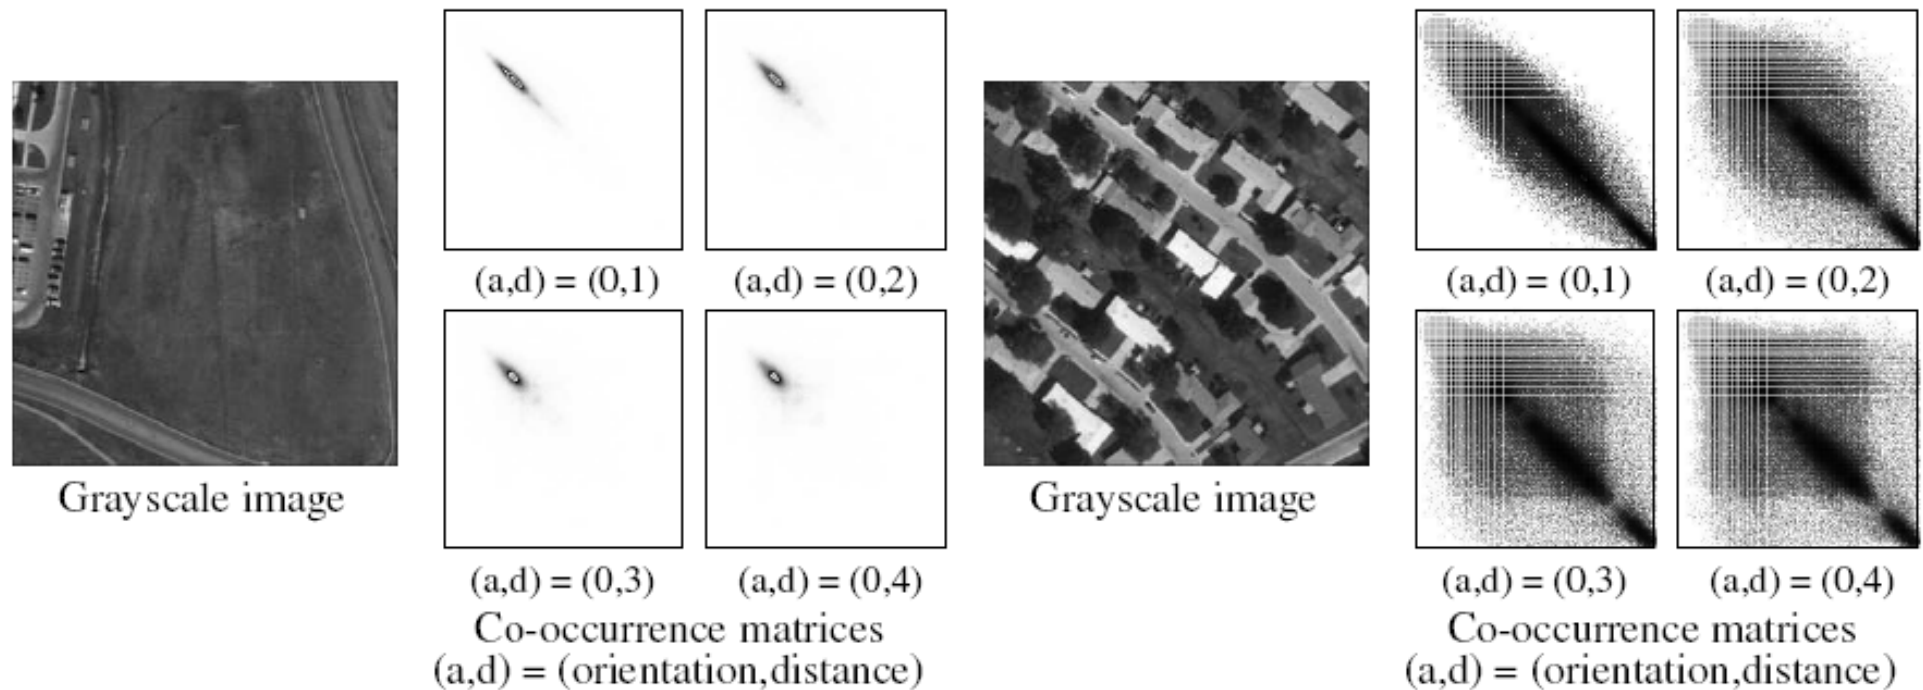 (a,d) = (0,1)
(a,d) = (0,2)
(a,d) = (0,3)
(a,d) = (0,4)
Grayscale image
Co-occurrence matrices
(a,d) = (orientation,distance)
(a,d) = (0,1)
(a,d) = (0,2)
(a,d) = (0,3)
(a,d) = (0,4)
Grayscale image
Co-occurrence matrices
(a,d) = (orientation,distance)